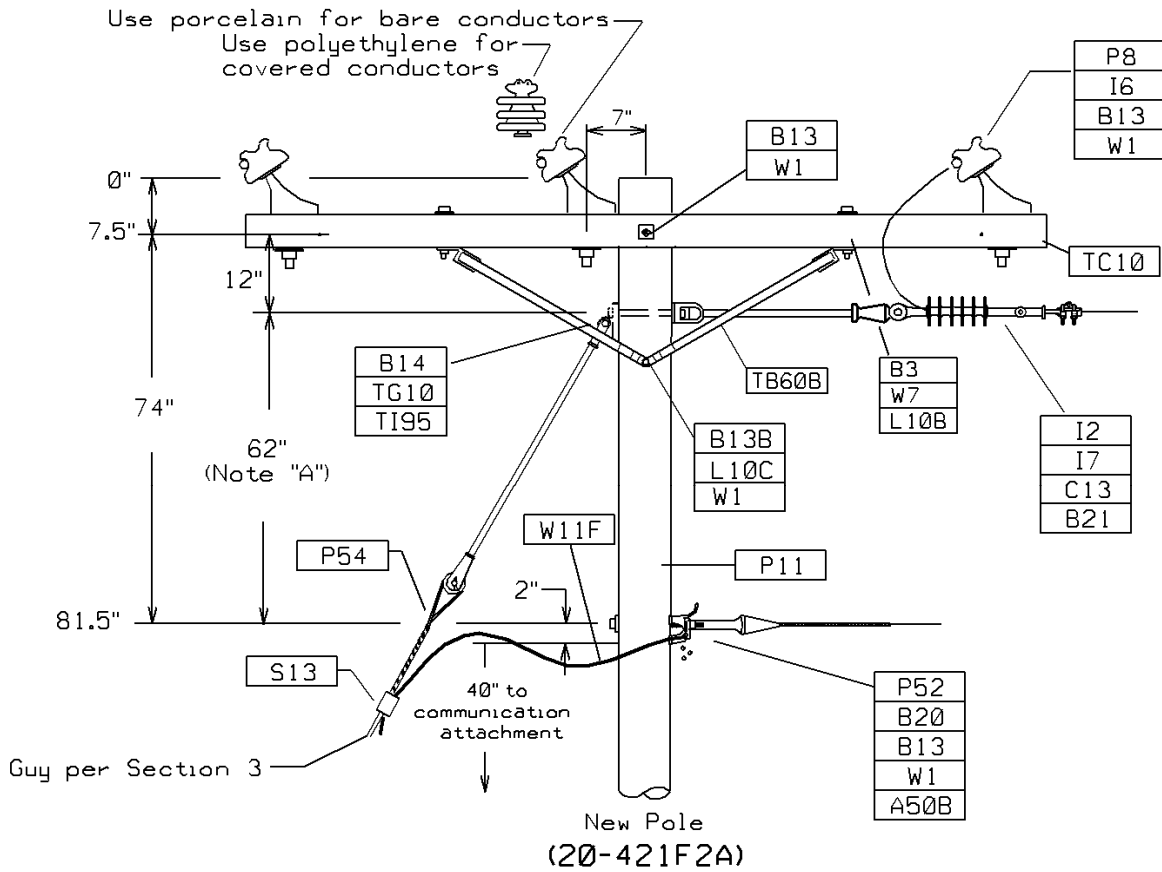 Use porcelain for bare conductors
Use polyethylene for
covered conductors
7"
P8
I6
B13
W1
B13
W1
0"
7.5"
12"
TC10
B14
TG10
TI95
TB60B
B3
W7
L10B
74"
62"
(Note "A")
B13B
L10C
W1
I2
I7
C13
B21
W11F
P54
P11
2"
81.5"
S13
40" to
communication
attachment
P52
B20
B13
W1
A50B
Guy per Section 3
New Pole
(20-421F2A)